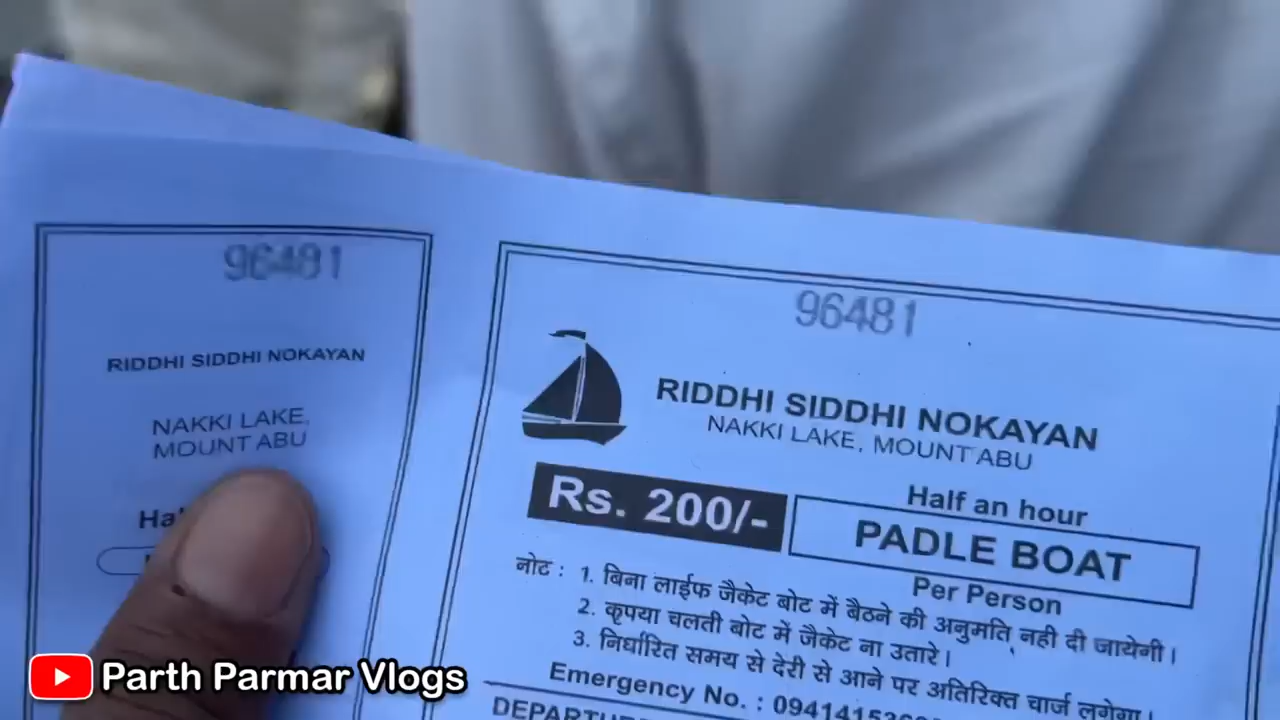 96481
RIDDHI SIDDHI NOKAYAN
NAKKI LAKE,
MOUNT ABU
96481
RIDDHI SIDDHI NOKAYAN
NAKKI LAKE, MOUNT ABU
Rs. 200/-
Half an hour
PADLE BOAT
Per Person
नोट : 1. बिना लाईफ जैकेट बोट में बैठने की अनुमति नही दी जायेगी।
2. कृपया चलती बोट में जैकेट ना उतारे।
3. निर्धारित समय से देरी से आने पर अतिरिक्त चार्ज लगेगा।
Emergency No. :
Parth Parmar Vlogs